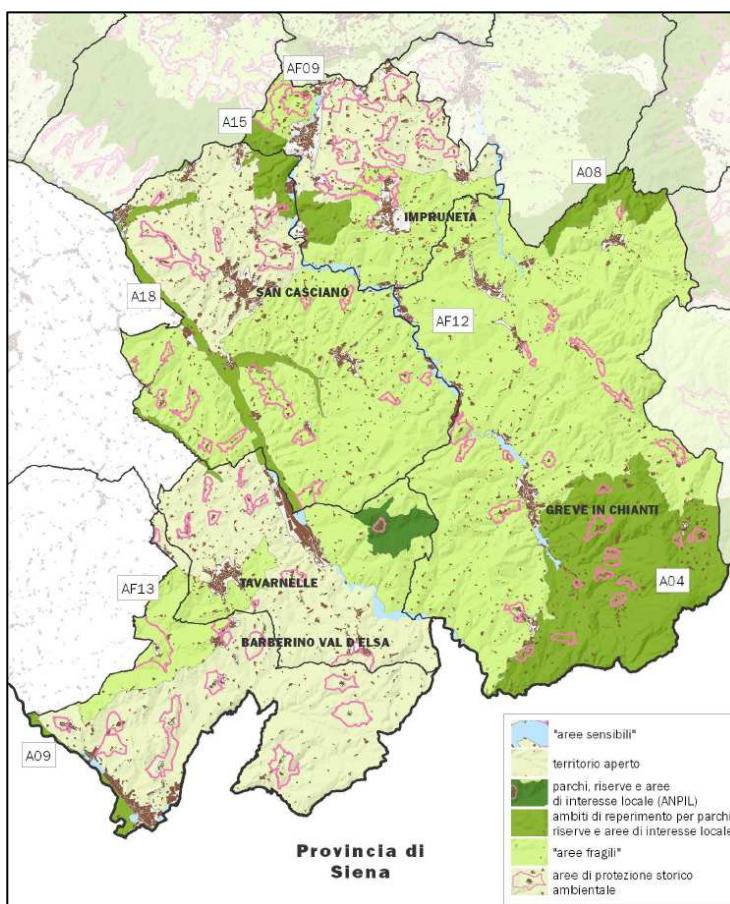 AF09
A15
A08
IMPRUNETA
A18
SAN CASCIANO
AF12
GREVE IN CHIANTI
A04
AF13
TAVARNELLE
BARBERINO VAL D'ELSA
A09
Provincia di
Siena
"aree sensibili"
territorio aperto
parchi, riserve e aree
di interesse locale (ANPIL)
ambiti di reperimento per parchi
riserve e aree di interesse locale
"aree fragili"
aree di protezione storico
ambientale